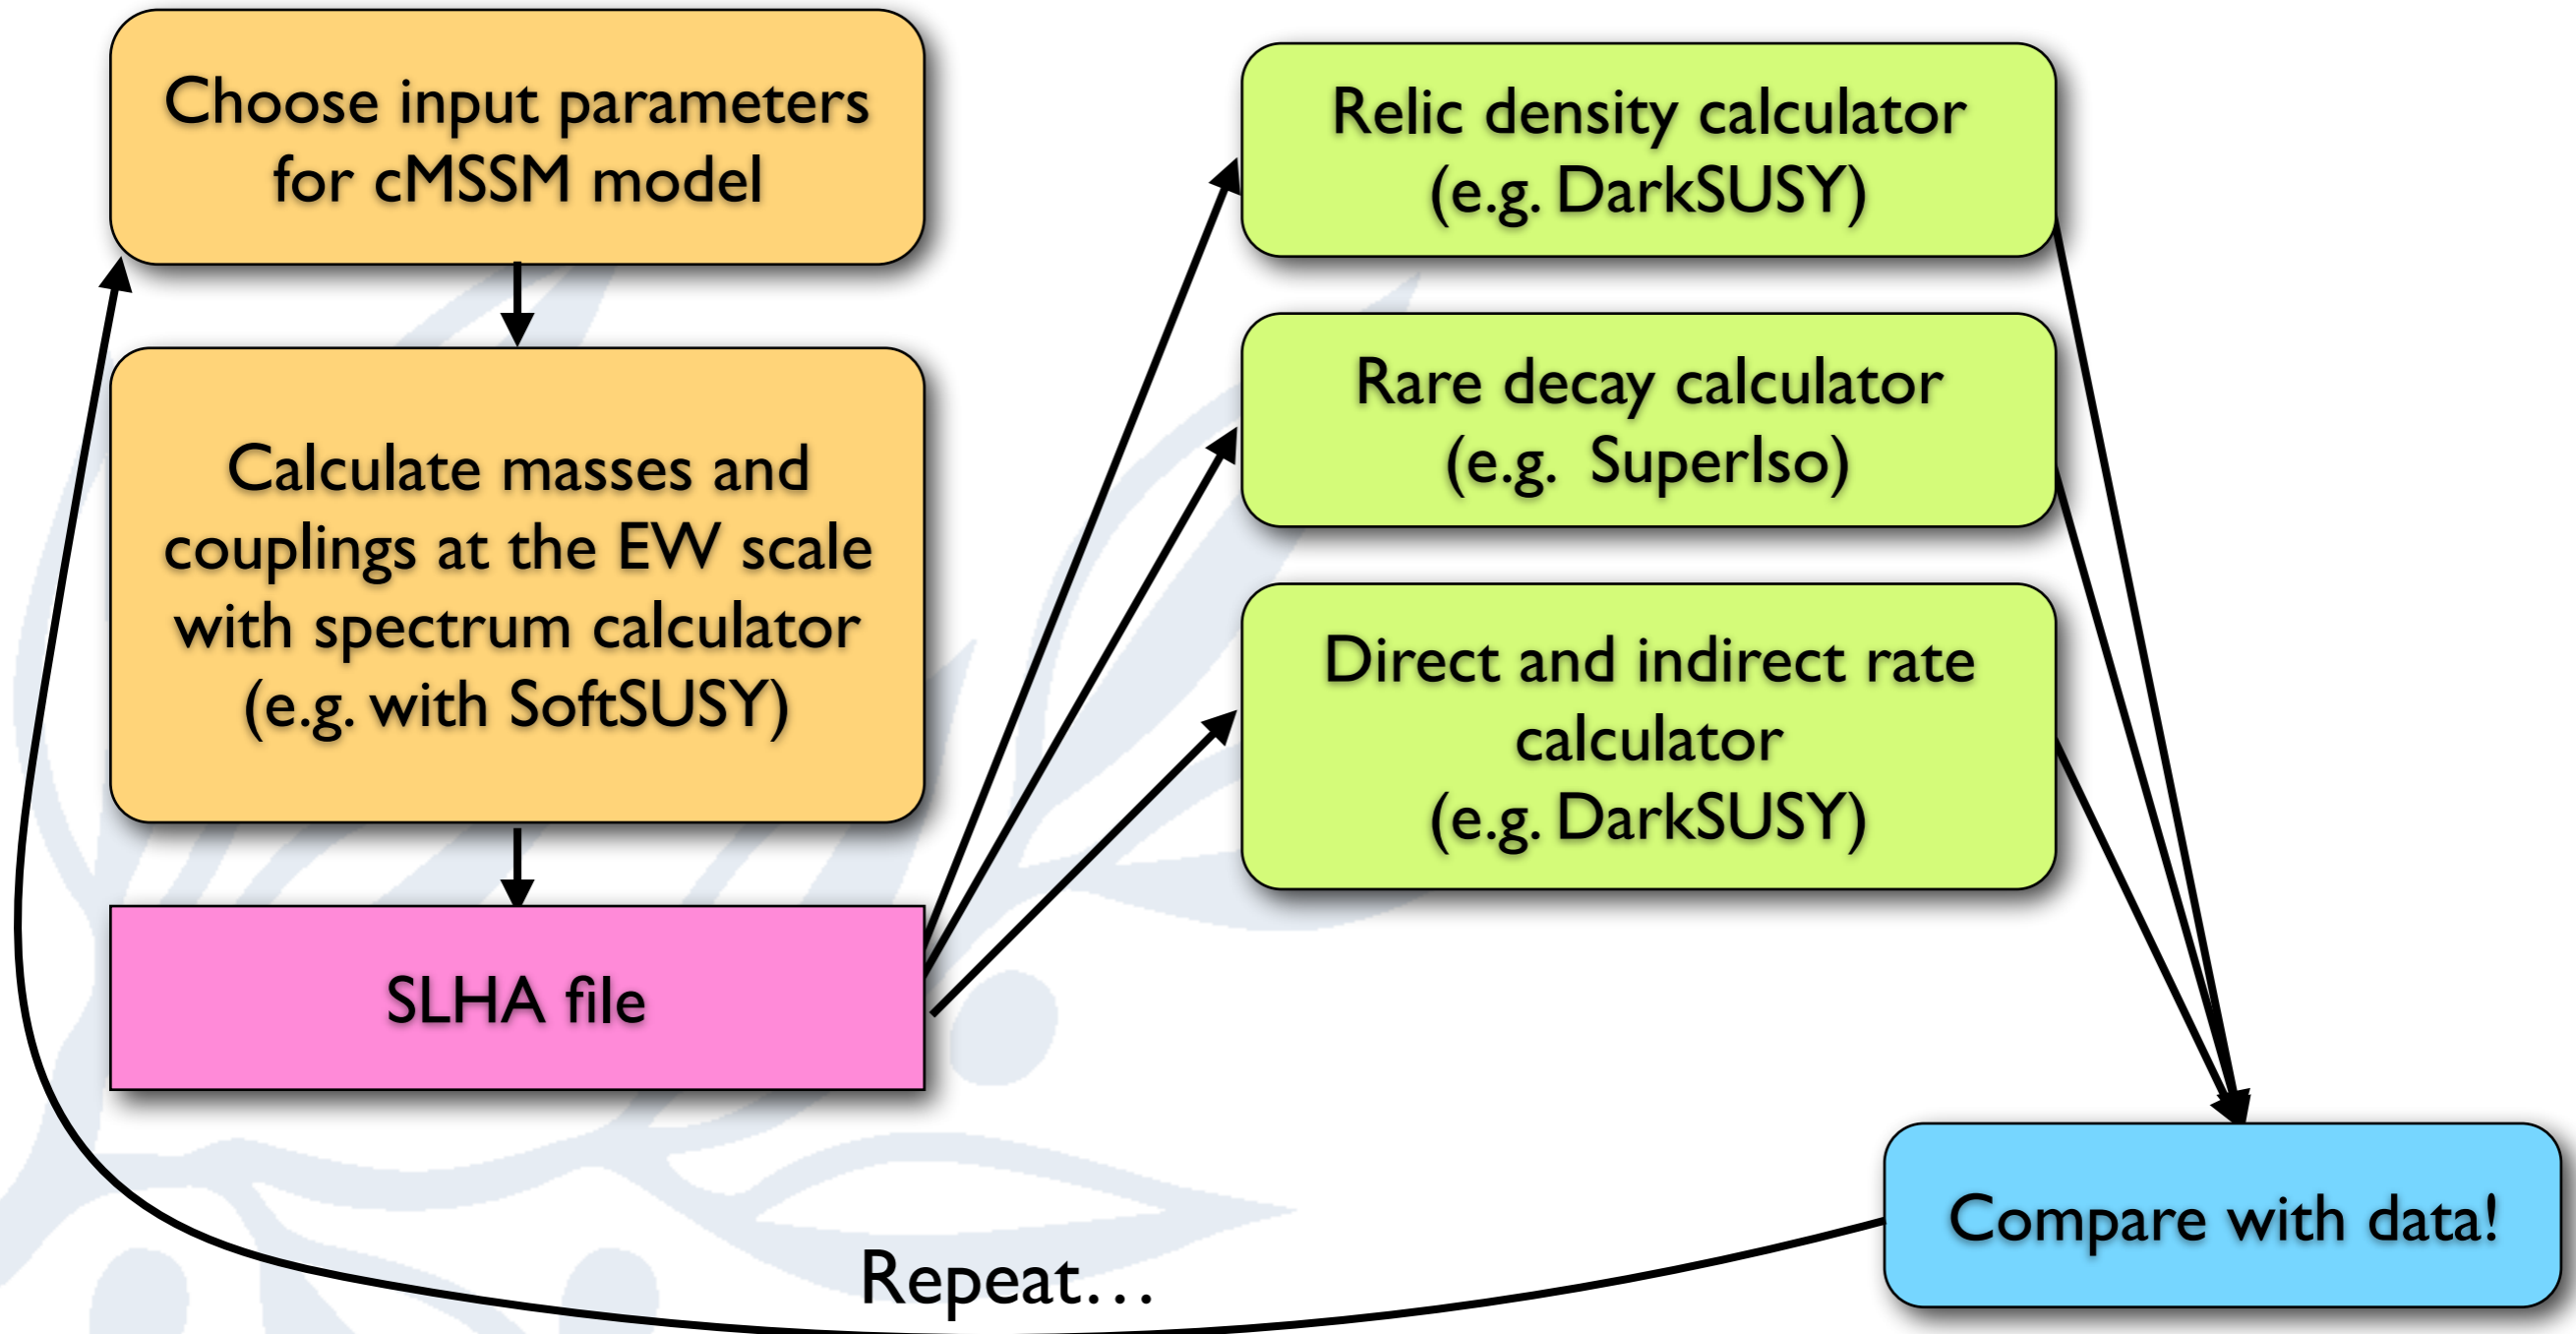 Choose input parameters
for cMSSM model
Calculate masses and
couplings at the EW scale
with spectrum calculator
(e.g. with SoftSUSY)
SLHA file
Relic density calculator
(e.g. DarkSUSY)
Rare decay calculator
(e.g.  SuperIso)
Direct and indirect rate
calculator
(e.g. DarkSUSY)
Compare with data!
Repeat…